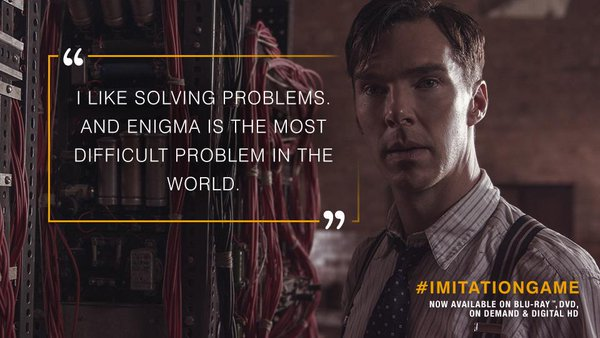 “
I LIKE SOLVING PROBLEMS.
AND ENIGMA IS THE MOST
DIFFICULT PROBLEM IN THE
WORLD.
”
#IMITATIONGAME
NOW AVAILABLE ON BLU-RAY™, DVD,
ON DEMAND & DIGITAL HD